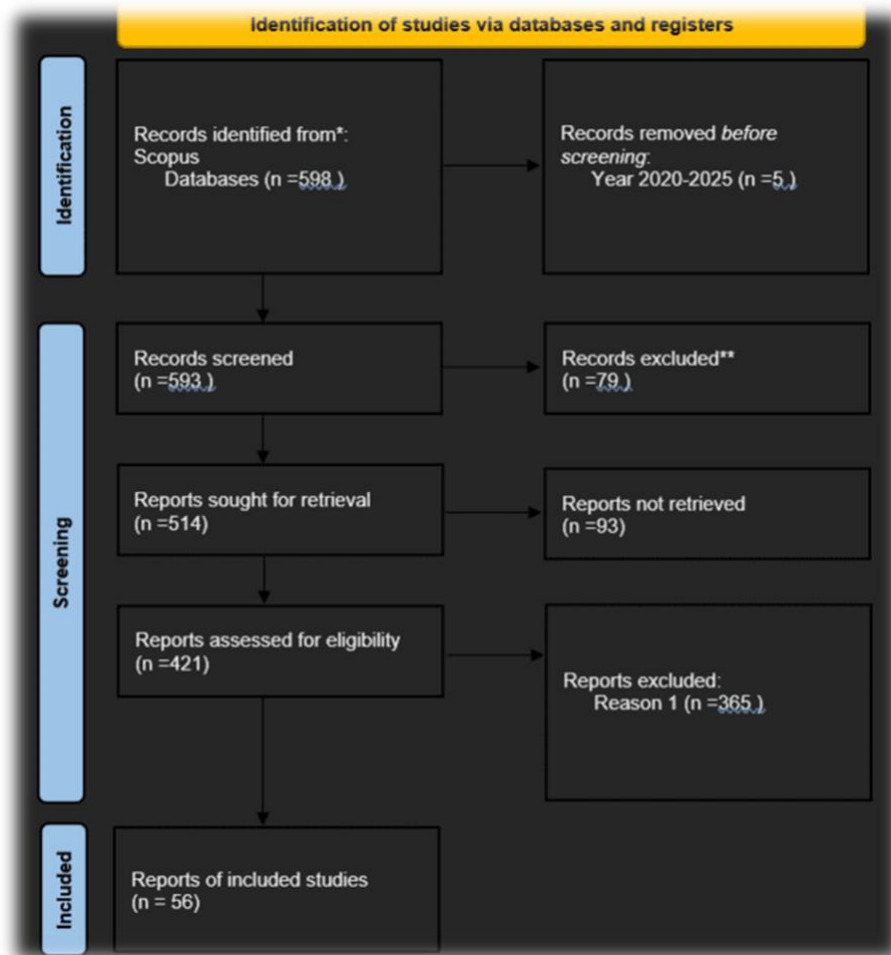 Identification of studies via databases and registers
Identification
Records identified from*:
Scopus
Databases (n =598 )
Records removed before
screening:
Year 2020-2025 (n =5 )
Screening
Records screened
(n =593 )
Records excluded**
(n =79 )
Reports sought for retrieval
(n =514)
Reports not retrieved
(n =93)
Reports assessed for eligibility
(n =421)
Reports excluded:
Reason 1 (n =365 )
Included
Reports of included studies
(n = 56)